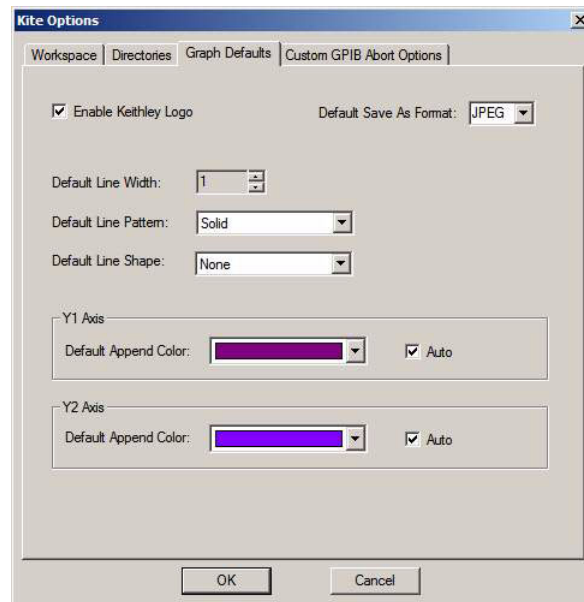 Kite Options
Workspace Directories Graph Defaults Custom GPIB Abort Options
Enable Keithley Logo Default Save As Format: JPEG
Default Line Width: 1
Default Line Pattern: Solid
Default Line Shape: None
Y1 Axis
Default Append Color: Auto
Y2 Axis
Default Append Color: Auto
OK Cancel